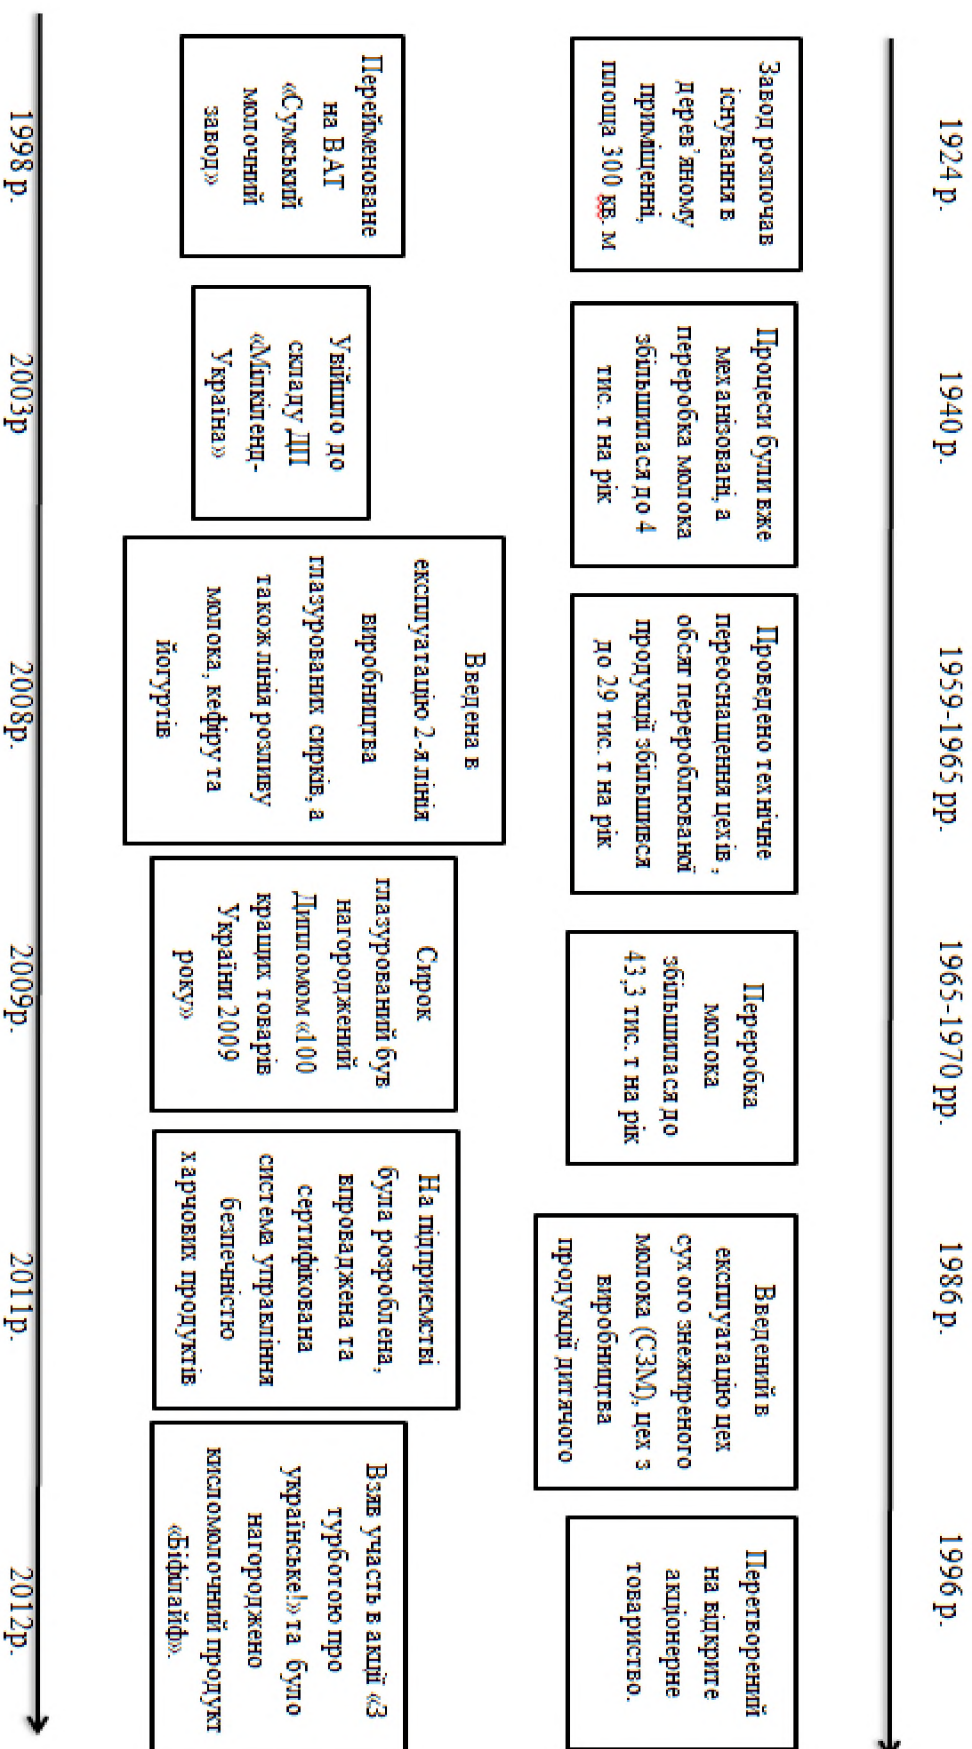 1924 р.
1940 р.
1959-1965 рр.
1965-1970 рр.
1986 р.
1996 р.
Завод розпочав
існування в
дерев'яному
приміщенні,
площа 300 кв. м
Процеси були вже
механізовані, а
переробка молока
збільшилася до 4
тис. т на рік
Проведено технічне
переоснащення цехів,
обсяг перероблюваної
продукції збільшився
до 29 тис. т на рік
Переробка
молока
збільшилася до
43,3 тис. т на рік
Введений в
експлуатацію цех
сухого знежиреного
молока (СЗМ), цех з
виробництва
продукції дитячого
Перетворений
на відкрите
акціонерне
товариство.
Перейменоване
на ВАТ
«Сумський
молочний
завод»
Увійшло до
складу ДП
«Мілкіленд-
Україна»
Введена в
експлуатацію 2-я лінія
виробництва
глазурованих сирків, а
також лінія розливу
молока, кефіру та
йогуртів
Сирок
глазурований був
нагороджений
Дипломом «100
кращих товарів
України 2009
року»
На підприємстві
була розроблена,
впроваджена та
сертифікована
система управління
безпечністю
харчових продуктів
Взяв участь в акції «З
турботою про
українське!» та було
нагороджено
кисломолочний продукт
«Біфілайф».
1998 р.
2003р
2008р.
2009р.
2011р.
2012р.